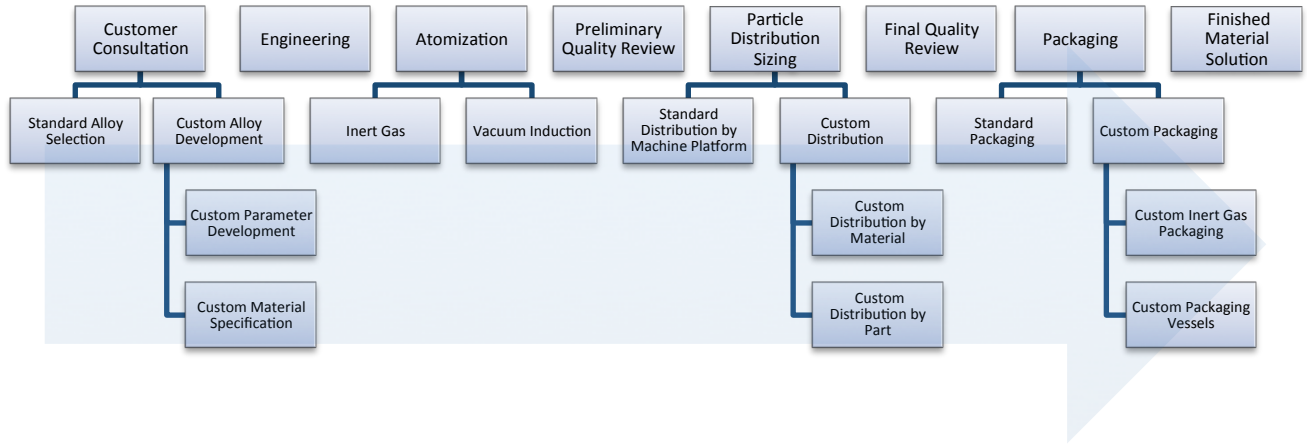 Customer
Consultation
Engineering
Atomization
Preliminary
Quality Review
Particle
Distribution
Sizing
Final Quality
Review
Packaging
Finished
Material
Solution
Standard Alloy
Selection
Custom Alloy
Development
Inert Gas
Vacuum Induction
Standard
Distribution by
Machine Platform
Custom
Distribution
Standard
Packaging
Custom Packaging
Custom Parameter
Development
Custom
Distribution by
Material
Custom Inert Gas
Packaging
Custom Material
Specification
Custom
Distribution by
Part
Custom Packaging
Vessels